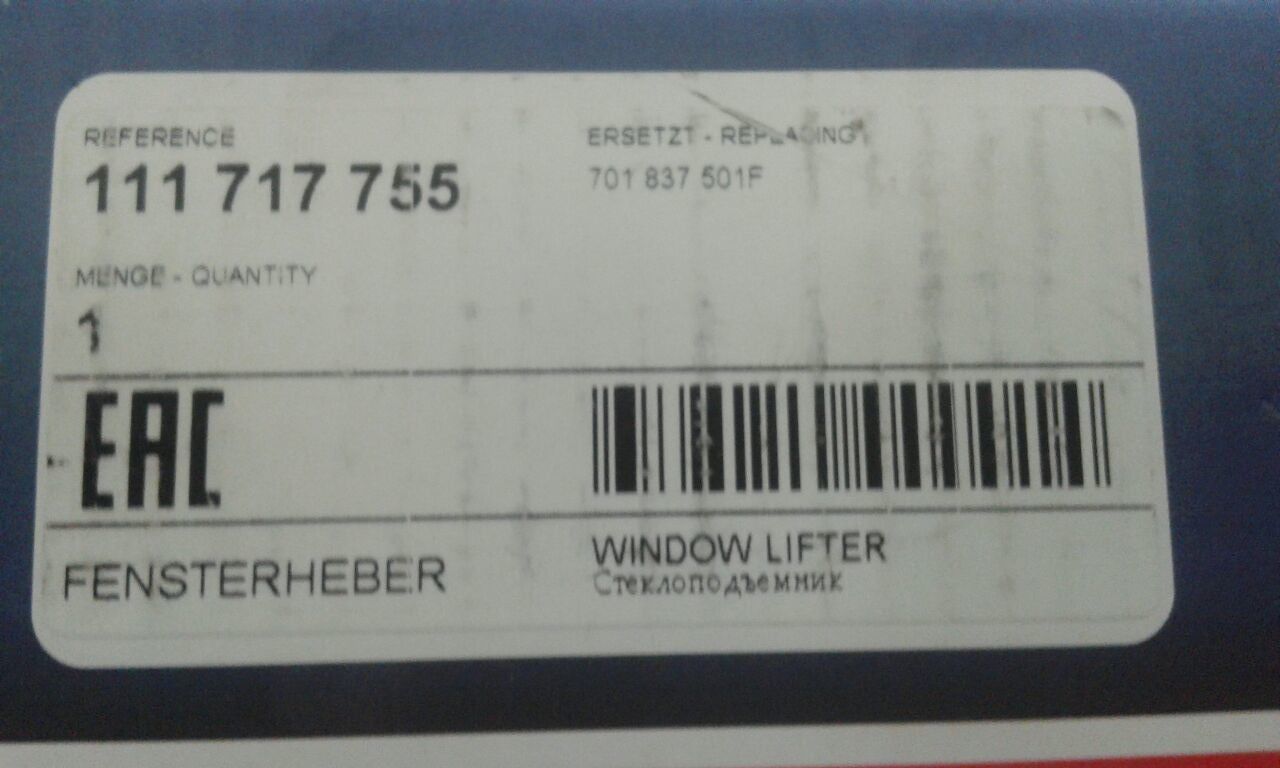 REFERENCE
111 717 755
ERSETZT - REPLACING
701 837 501F
MENGE - QUANTITY
1
EAC
FENSTERHEBER
WINDOW LIFTER
Стеклоподъемник